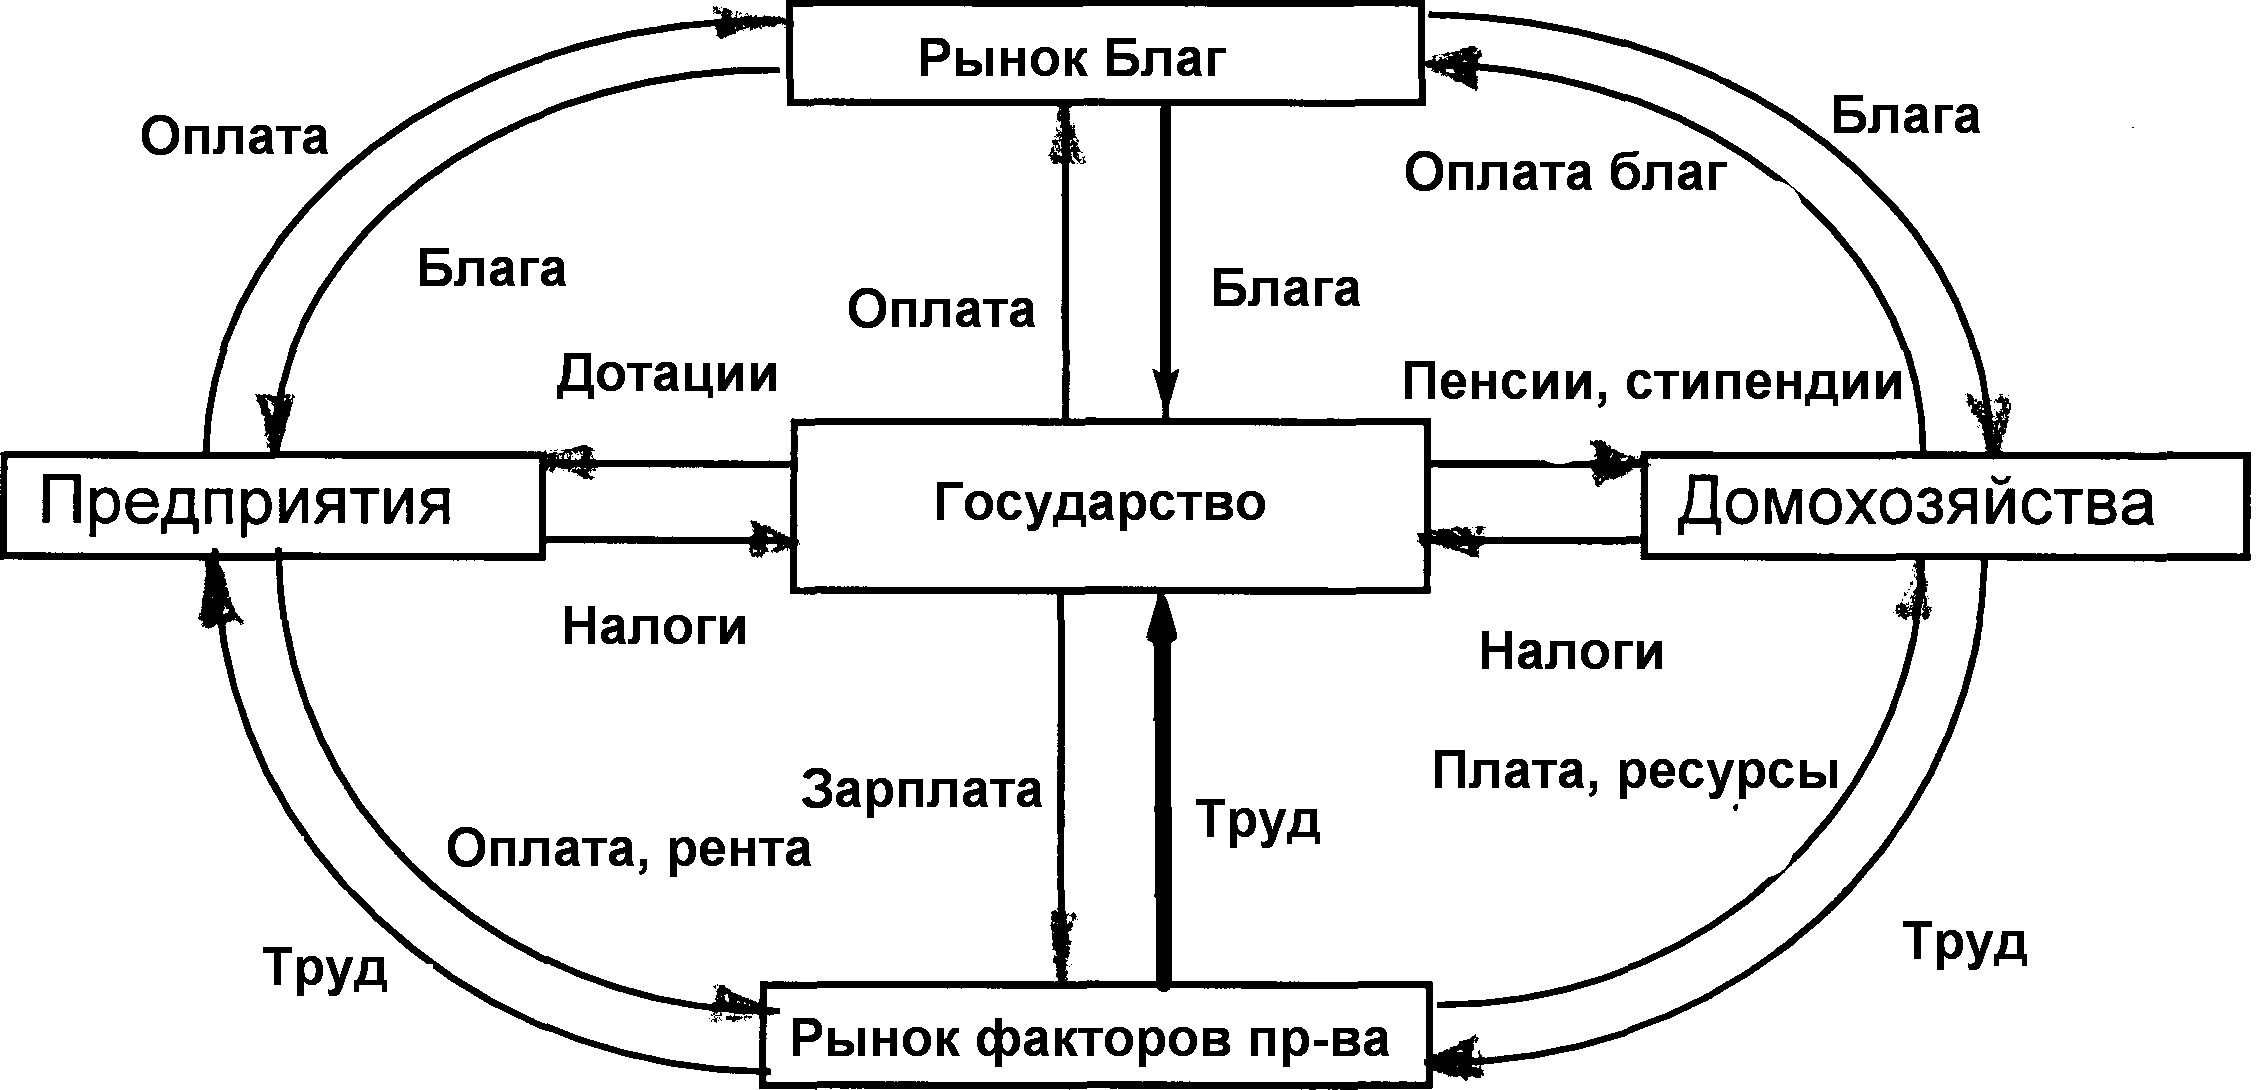 Рынок Благ
Оплата
Блага
Оплата благ
Блага
Оплата
Блага
Дотации
Пенсии, стипендии
Предприятия
Государство
Домохозяйства
Налоги
Налоги
Зарплата
Труд
Плата, ресурсы
Оплата, рента
Труд
Труд
Рынок факторов пр-ва